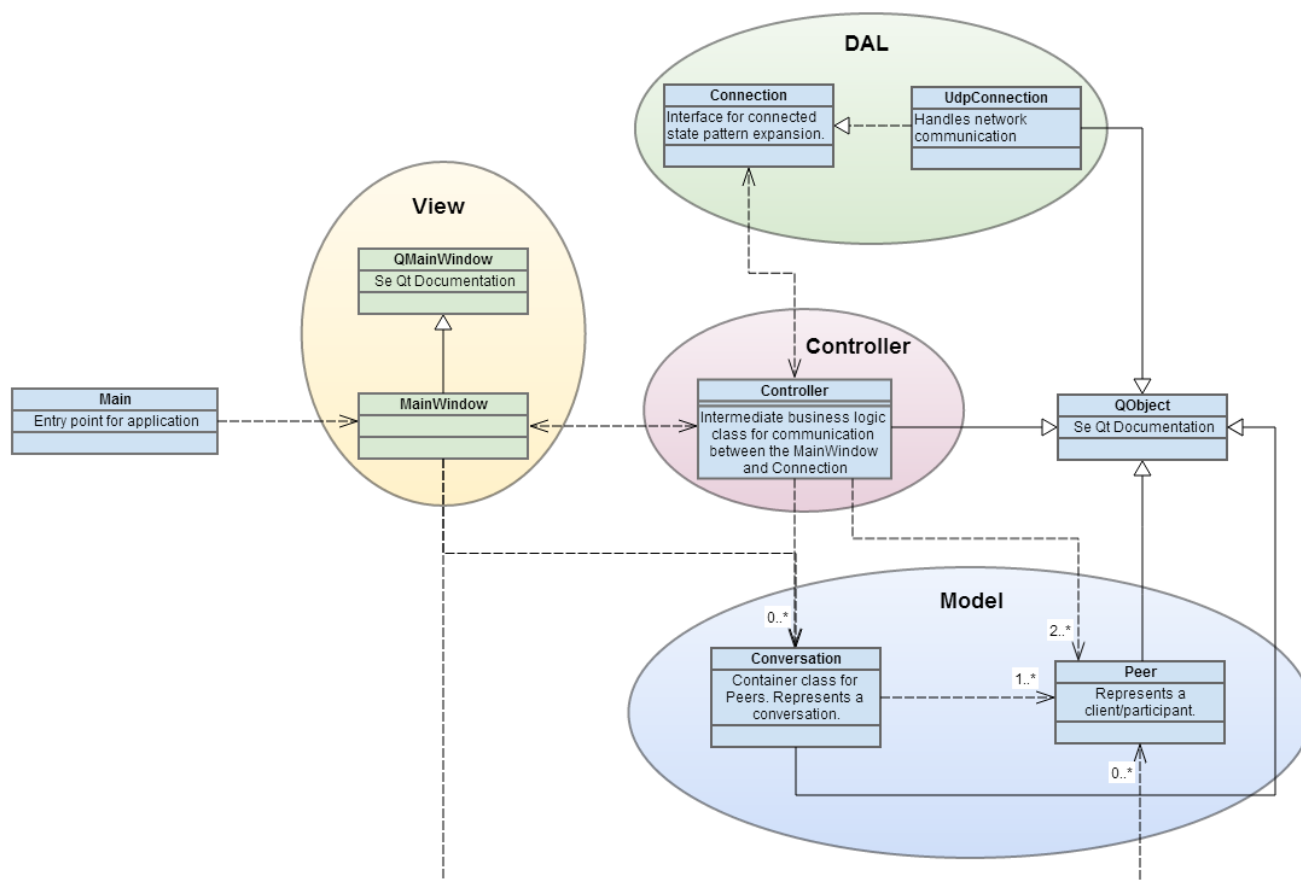 DAL
Connection
Interface for connected
state pattern expansion.
UdpConnection
Handles network
communication
View
QMainWindow
Se Qt Documentation
MainWindow
Main
Entry point for application
Controller
Controller
Intermediate business logic
class for communication
between the MainWindow
and Connection
QObject
Se Qt Documentation
Model
0..*
2..*
Conversation
Container class for
Peers. Represents a
conversation.
1..*
Peer
Represents a
client/participant.
0..*